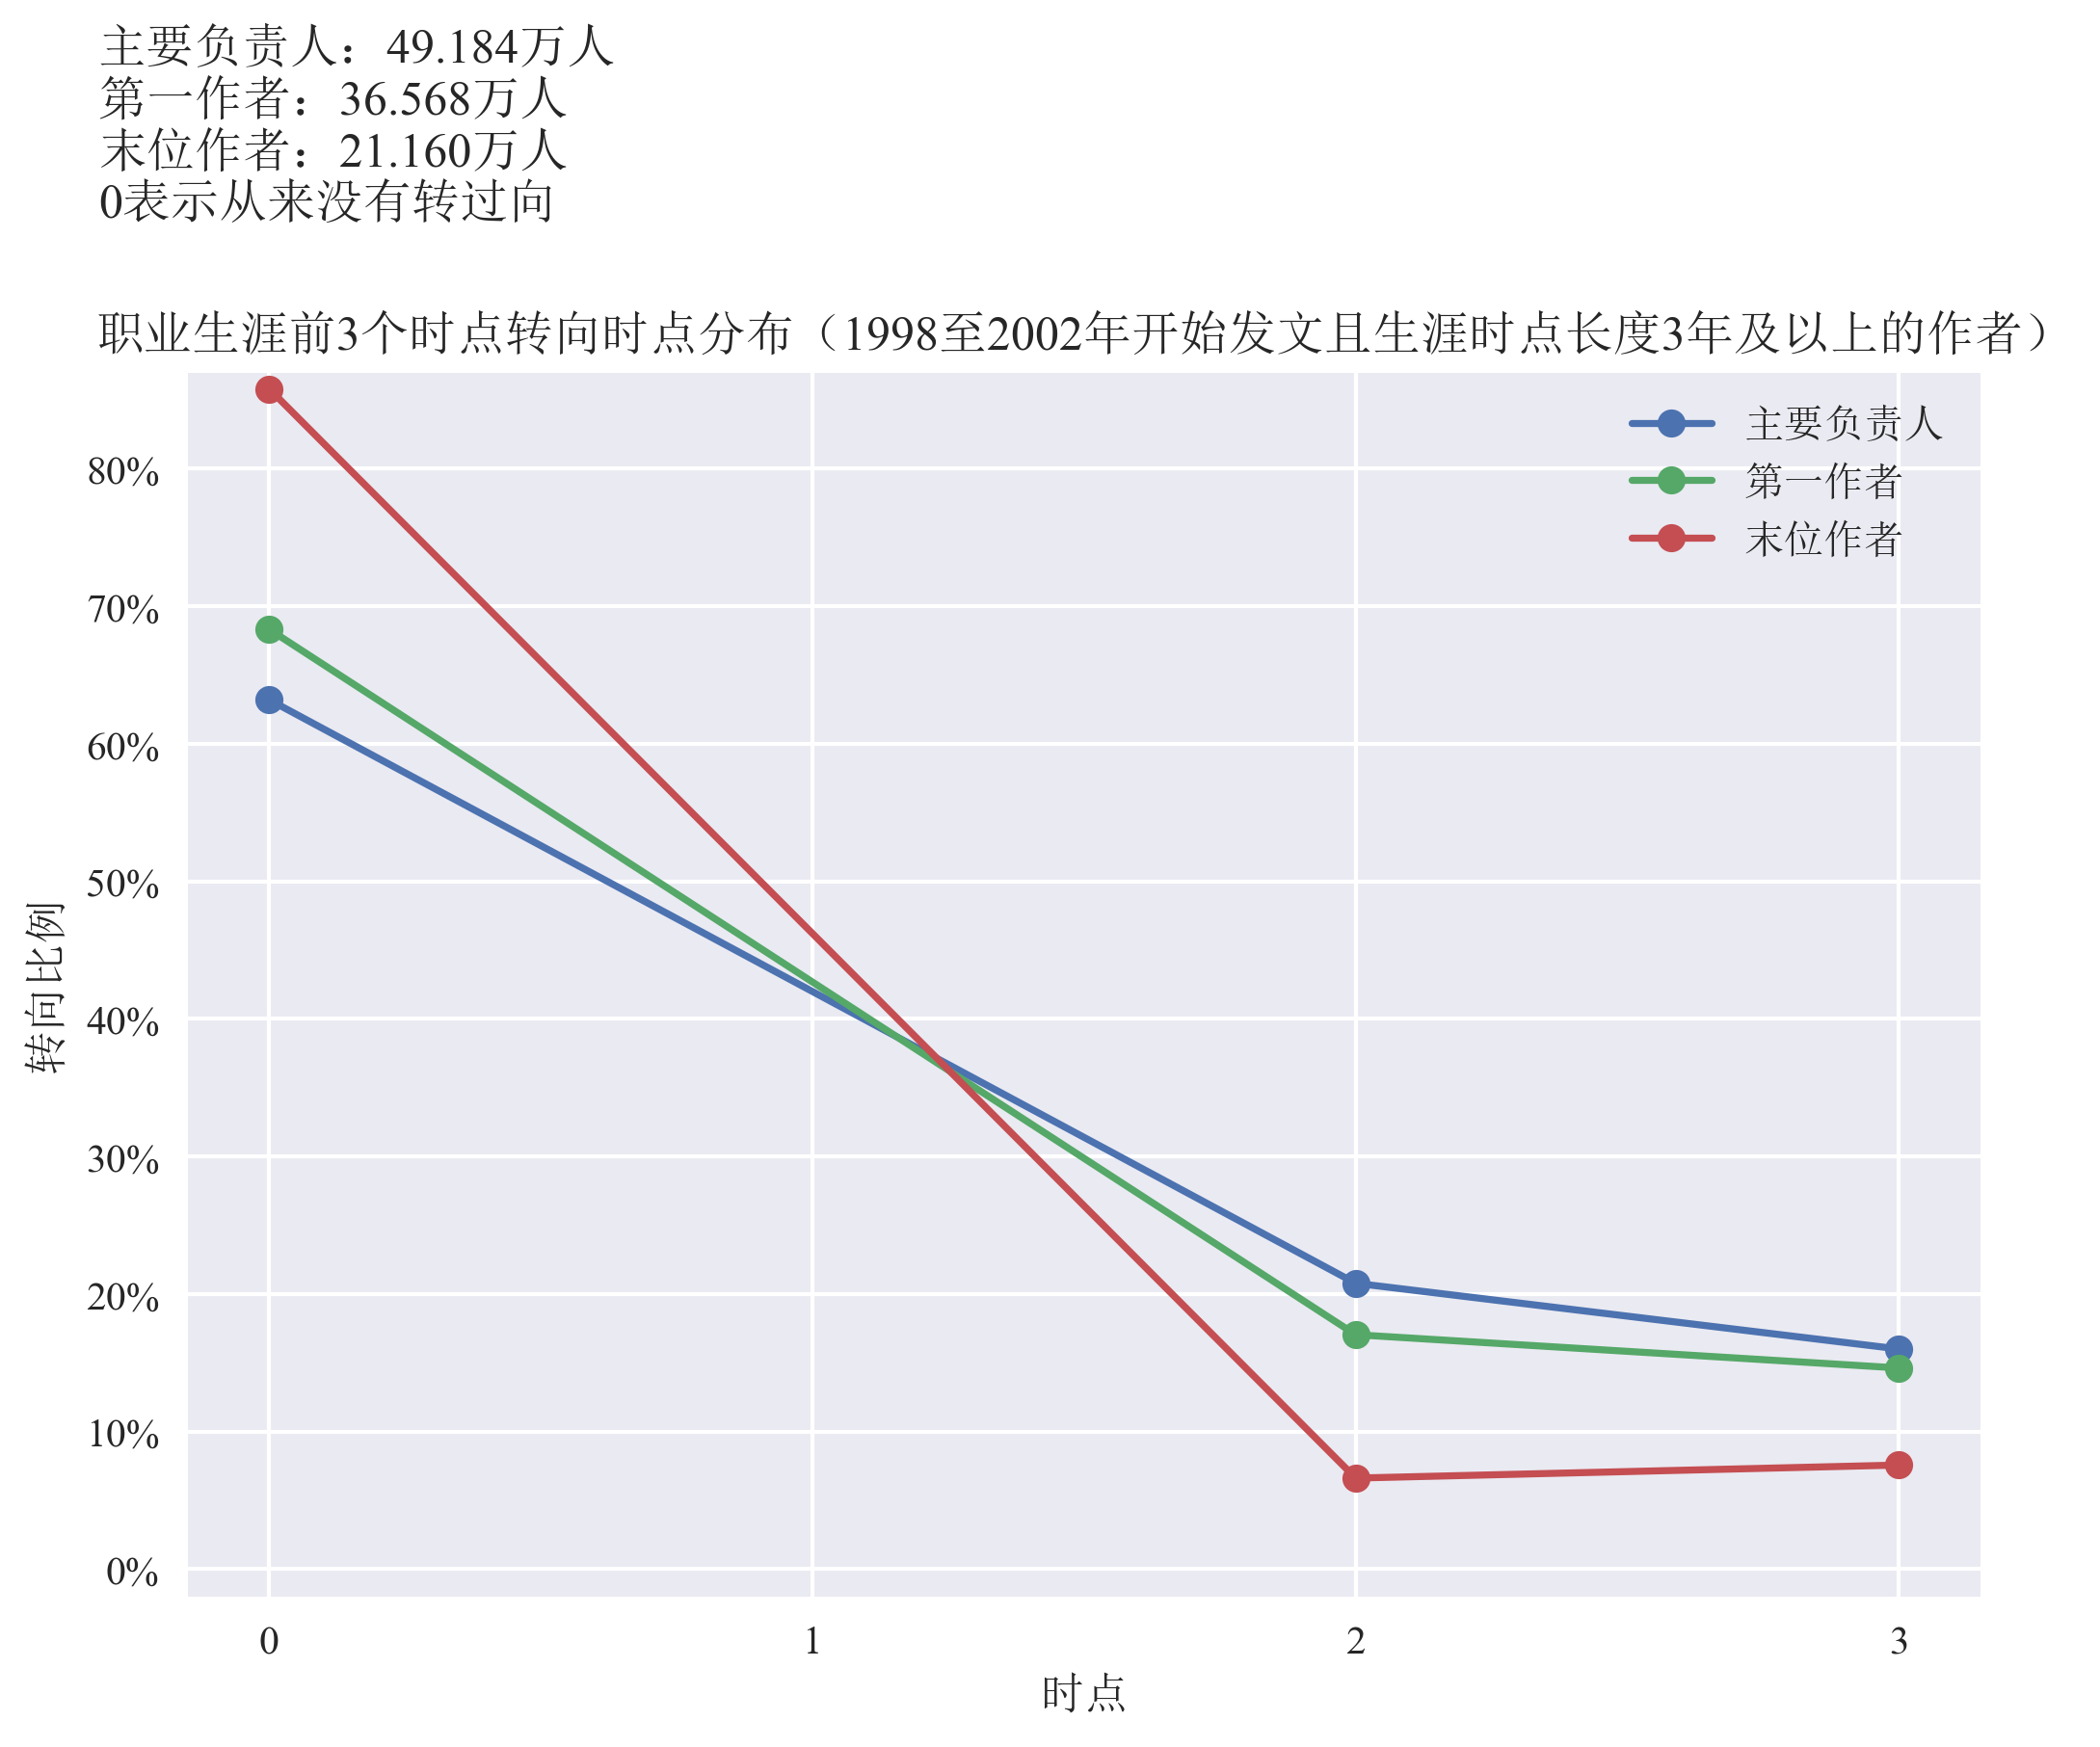 主要负责人：49.184万人
第一作者：36.568万人
末位作者：21.160万人
0表示从来没有转过向
职业生涯前3个时点转向时点分布（1998至2002年开始发文且生涯时点长度3年及以上的作者）
主要负责人
第一作者
末位作者
80%
70%
60%
50%
40%
30%
20%
10%
0%
转向比例
0 1 2 3
时点